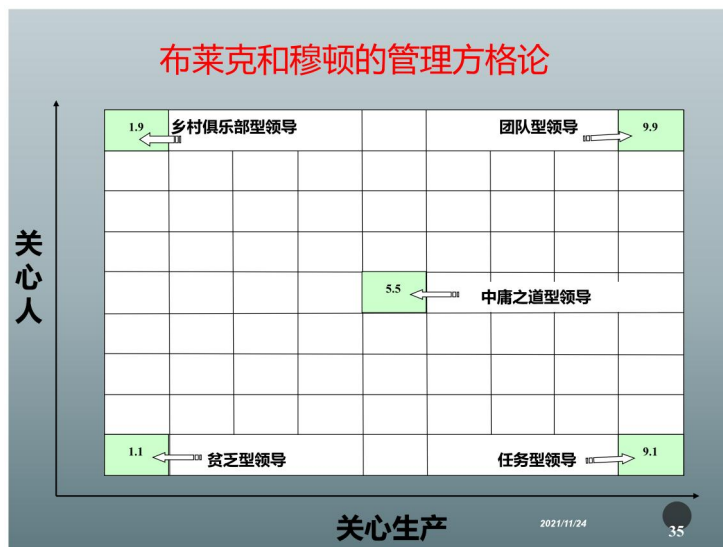 布莱克和穆顿的管理方格论
1.9 乡村俱乐部型领导 团队型领导 9.9
关心人
5.5 中庸之道型领导
1.1 贫乏型领导 任务型领导 9.1
关心生产
2021/11/24
35